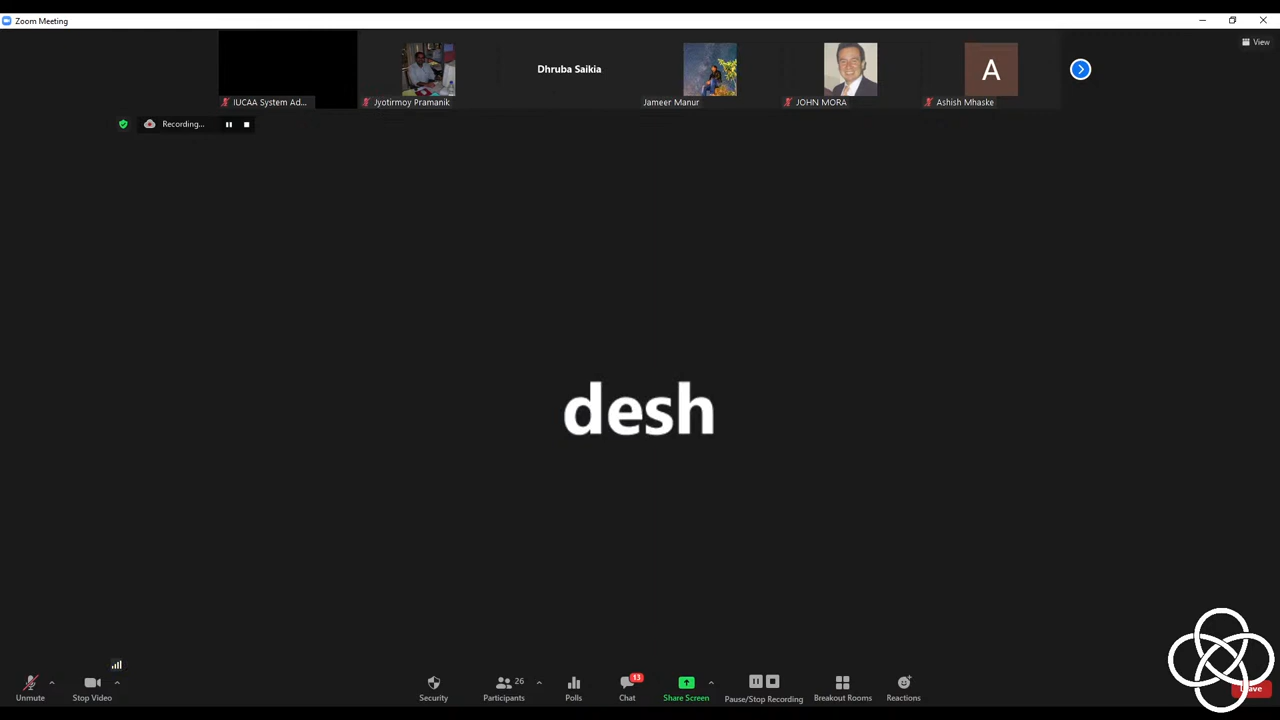 Zoom Meeting
View
Dhruba Saikia
A
IUCAA System Ad...
Jyotirmoy Pramanik
Jameer Manur
JOHN MORA
Ashish Mhaske
Recording...
desh
26
33
Unmute
Stop Video
Security
Participants
Polls
Chat
Share Screen
Pause/Stop Recording
Breakout Rooms
Reactions